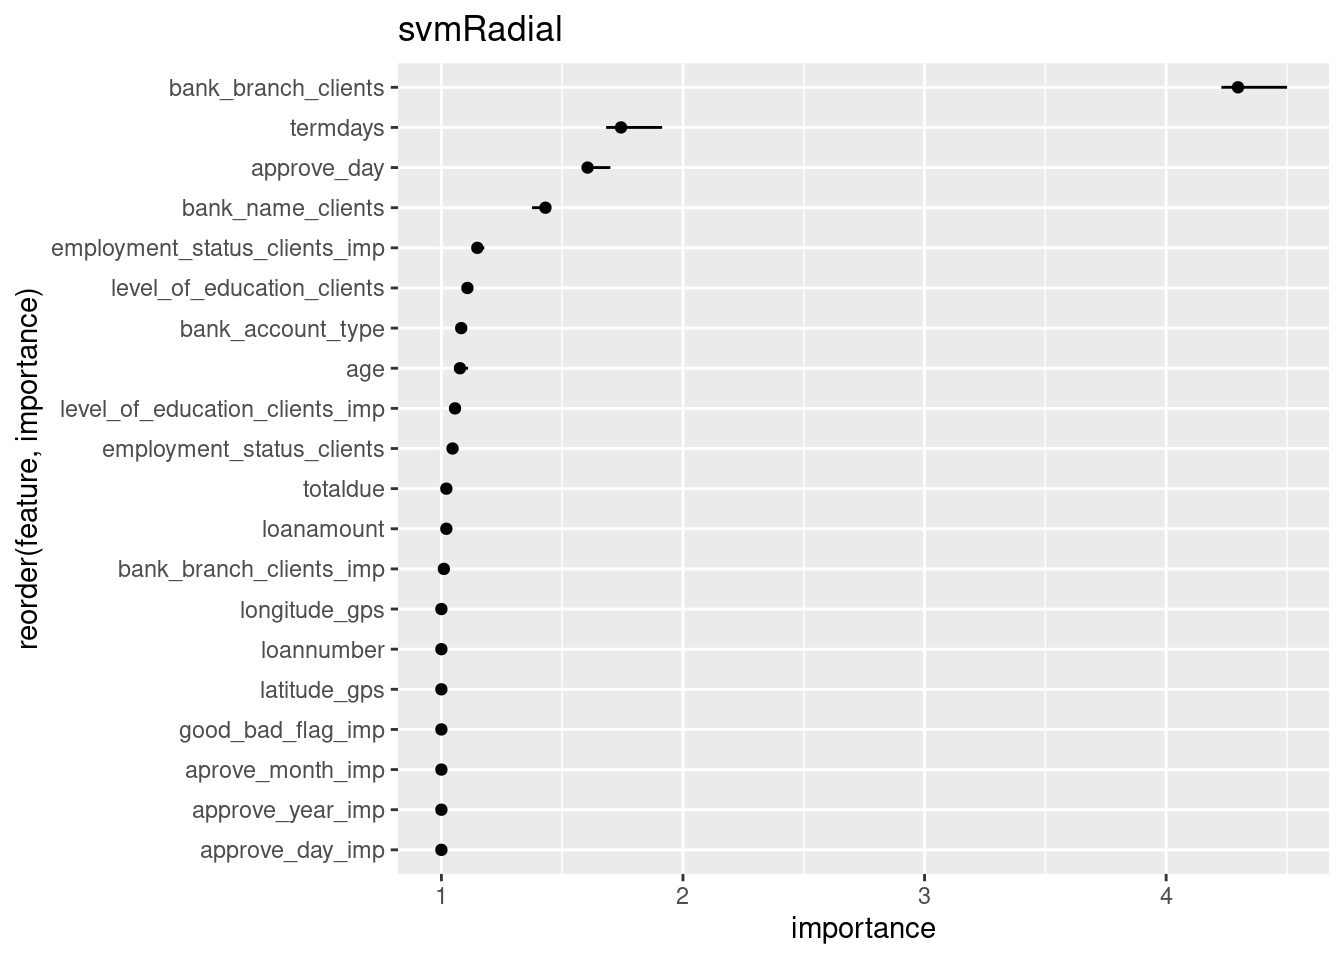 svmRadial
bank_branch_clients
termdays
approve_day
bank_name_clients
employment_status_clients_imp
level_of_education_clients
bank_account_type
age
level_of_education_clients_imp
employment_status_clients
totaldue
loanamount
bank_branch_clients_imp
longitude_gps
loannumber
latitude_gps
good_bad_flag_imp
aprove_month_imp
approve_year_imp
approve_day_imp
reorder(feature, importance)
1 2 3 4
importance